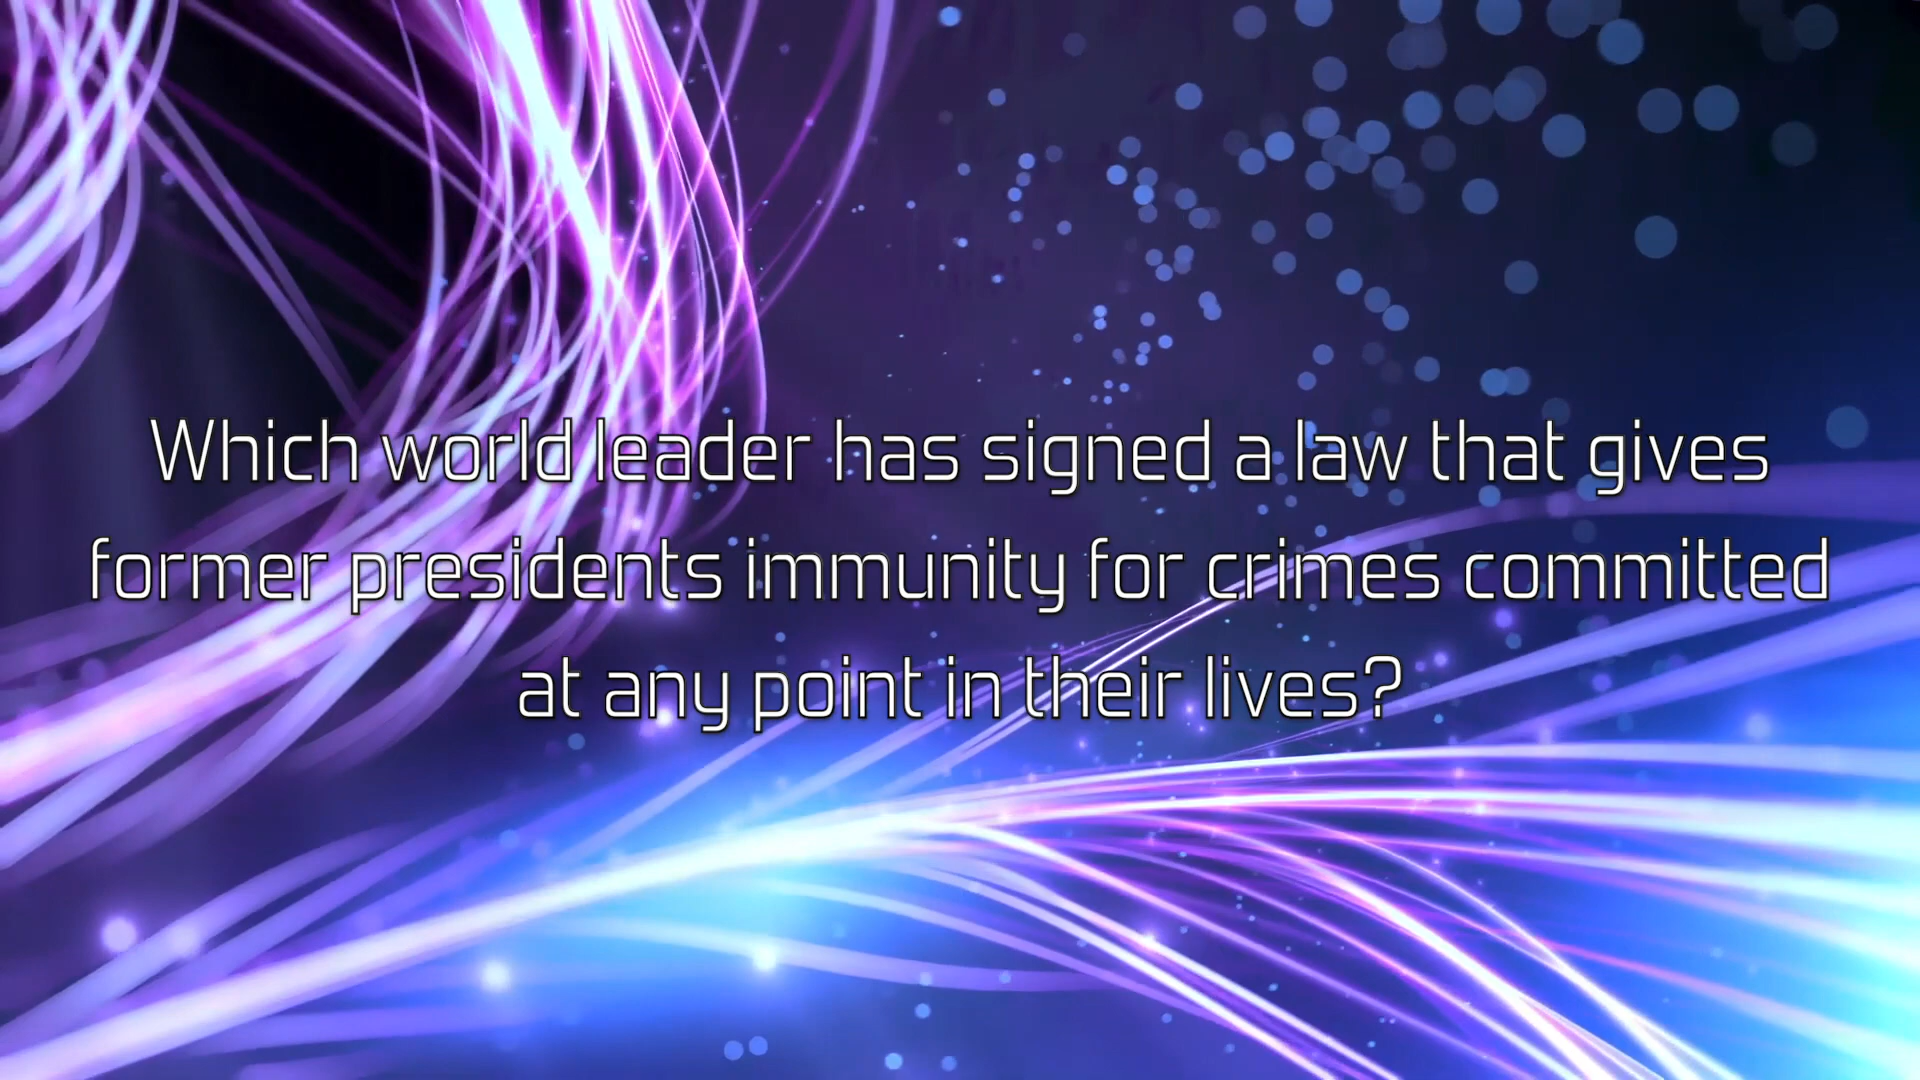 Which world leader has signed a law that gives
former presidents immunity for crimes committed
at any point in their lives?